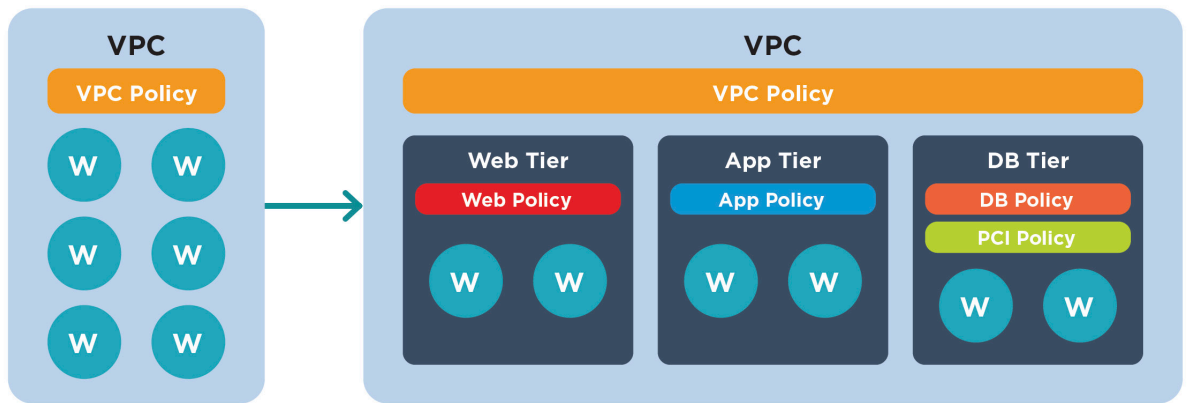 VPC
VPC Policy
W W
W W
W W
VPC
VPC Policy
Web Tier
Web Policy
W W
App Tier
App Policy
W W
DB Tier
DB Policy
PCI Policy
W W